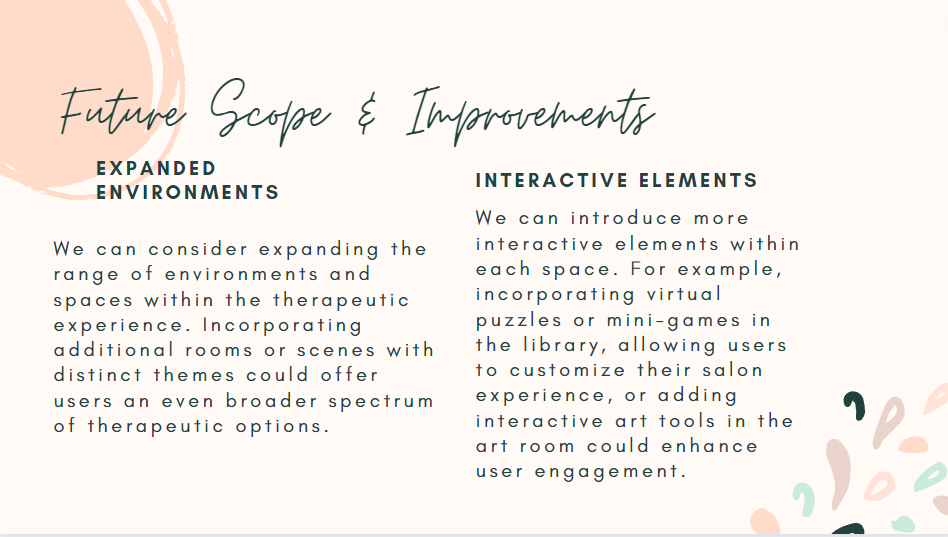 Future Scope & Improvements
EXPANDED
ENVIRONMENTS
We can consider expanding the
range of environments and
spaces within the therapeutic
experience. Incorporating
additional rooms or scenes with
distinct themes could offer
users an even broader spectrum
of therapeutic options.
INTERACTIVE ELEMENTS
We can introduce more
interactive elements within
each space. For example,
incorporating virtual
puzzles or mini-games in
the library, allowing users
to customize their salon
experience, or adding
interactive art tools in the
art room could enhance
user engagement.